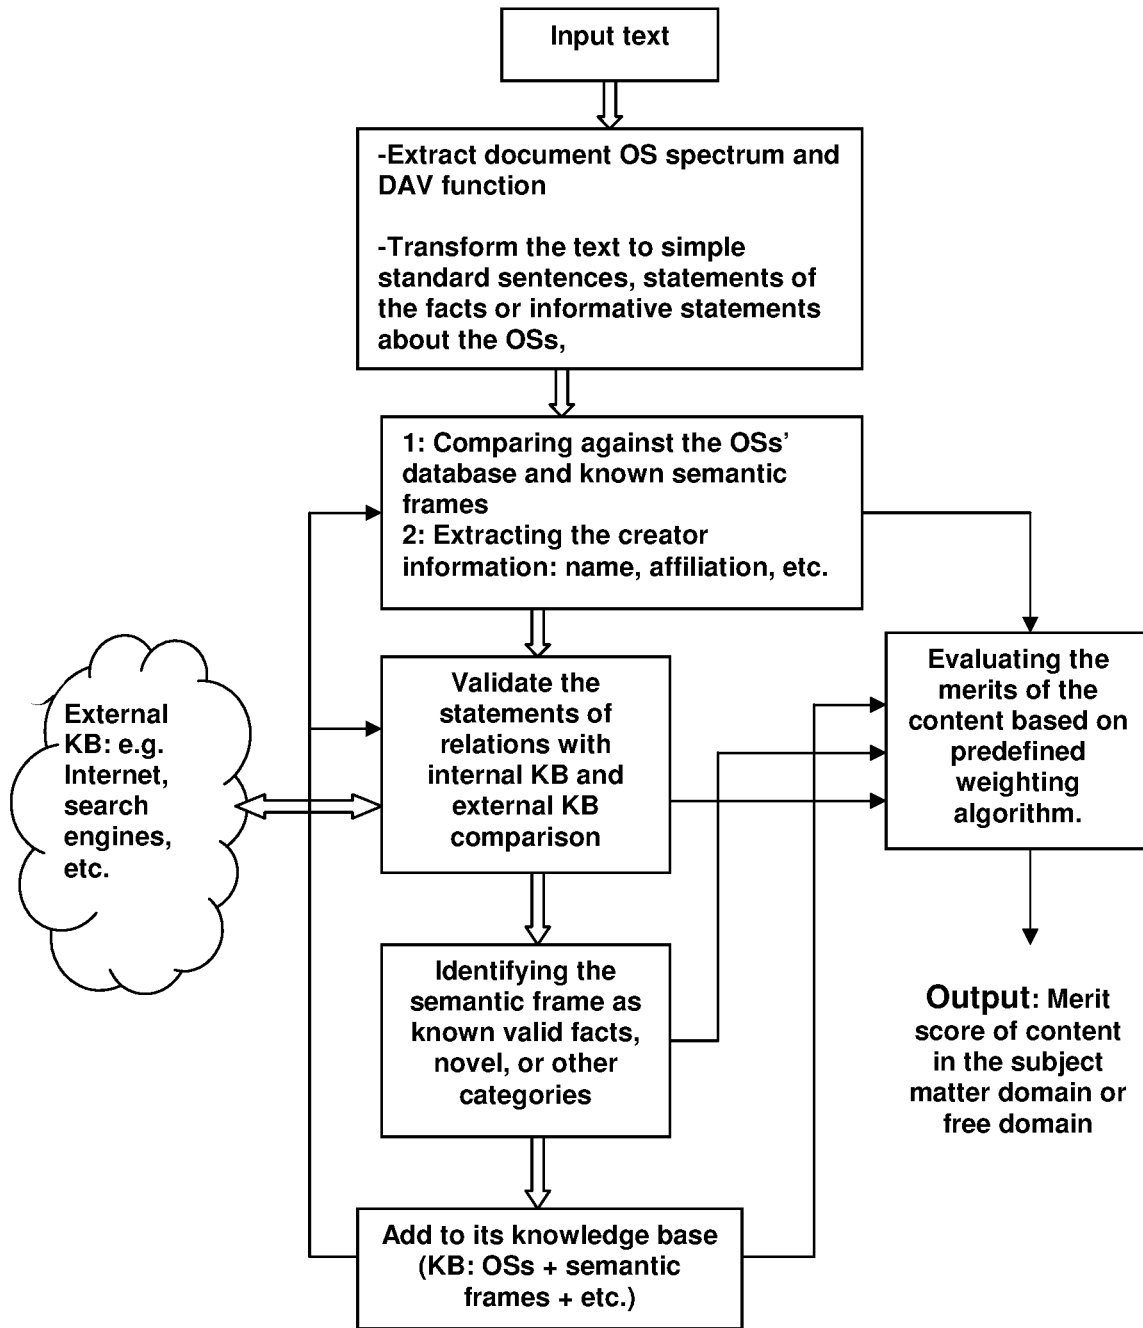 Input text
-Extract document OS spectrum and
DAV function
-Transform the text to simple
standard sentences, statements of
the facts or informative statements
about the OSs,
1: Comparing against the OSs’
database and known semantic
frames
2: Extracting the creator
information: name, affiliation, etc.
External
KB: e.g.
Internet,
search
engines,
etc.
Validate the
statements of
relations with
internal KB and
external KB
comparison
Evaluating the
merits of the
content based on
predefined
weighting
algorithm.
Identifying the
semantic frame as
known valid facts,
novel, or other
categories
Output: Merit
score of content
in the subject
matter domain or
free domain
Add to its knowledge base
(KB: OSs + semantic
frames + etc.)